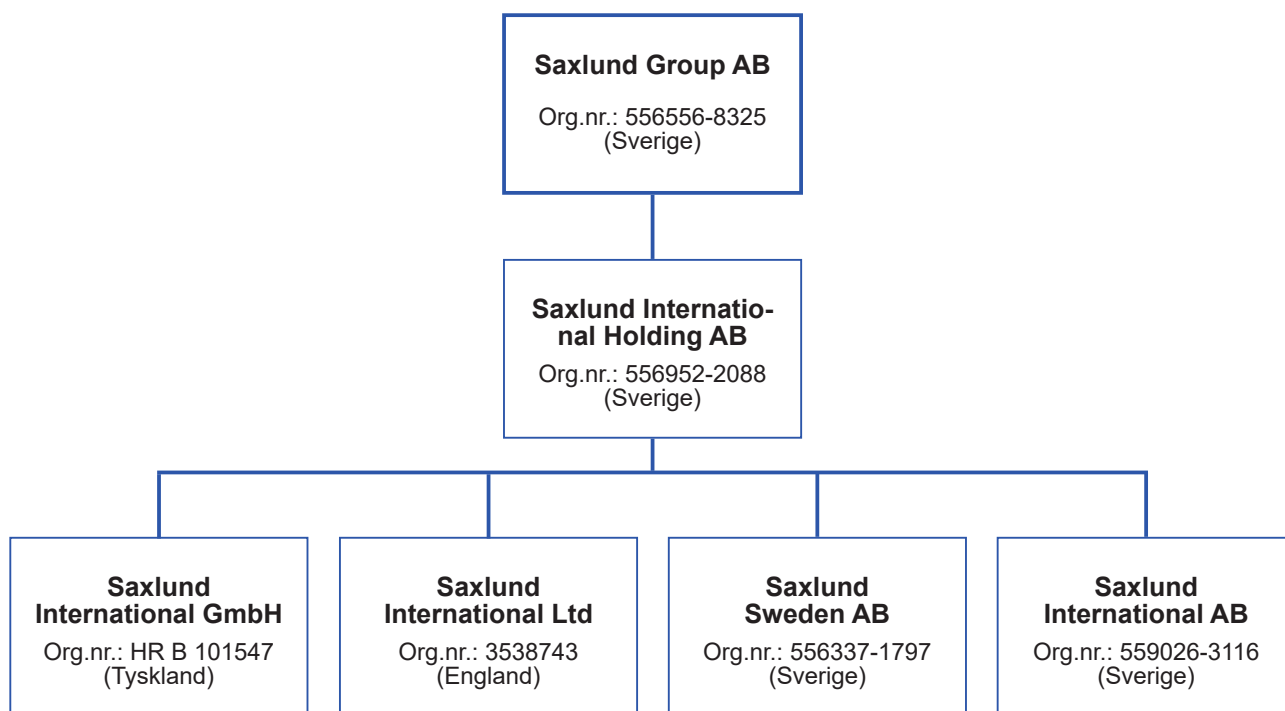 Saxlund Group AB
Org.nr.: 556556-8325
(Sverige)
Saxlund Internatio-
nal Holding AB
Org.nr.: 556952-2088
(Sverige)
Saxlund
International GmbH
Org.nr.: HR B 101547
(Tyskland)
Saxlund
International Ltd
Org.nr.: 3538743
(England)
Saxlund
Sweden AB
Org.nr.: 556337-1797
(Sverige)
Saxlund
International AB
Org.nr.: 559026-3116
(Sverige)